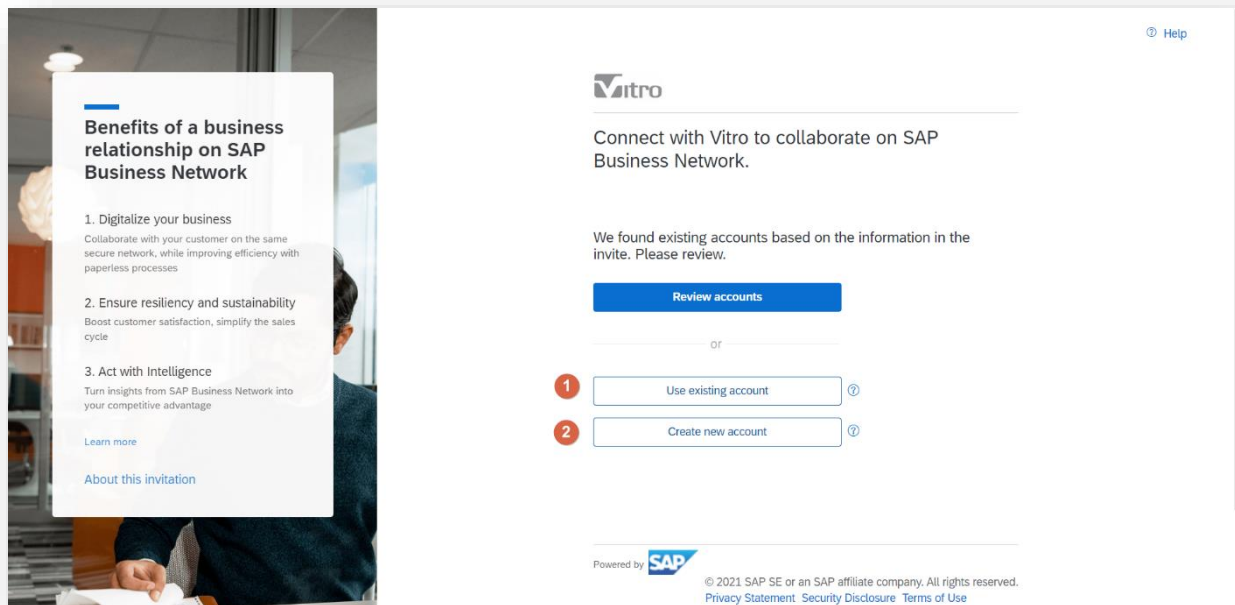 Help
Benefits of a business
relationship on SAP
Business Network
1. Digitalize your business
Collaborate with your customer on the same
secure network, while improving efficiency with
paperless processes
2. Ensure resiliency and sustainability
Boost customer satisfaction, simplify the sales
cycle
3. Act with Intelligence
Turn insights from SAP Business Network into
your competitive advantage
Learn more
About this invitation
Vitro
Connect with Vitro to collaborate on SAP
Business Network.
We found existing accounts based on the information in the
invite. Please review.
Review accounts
or
1 Use existing account
2 Create new account
Powered by SAP
© 2021 SAP SE or an SAP affiliate company. All rights reserved.
Privacy Statement Security Disclosure Terms of Use